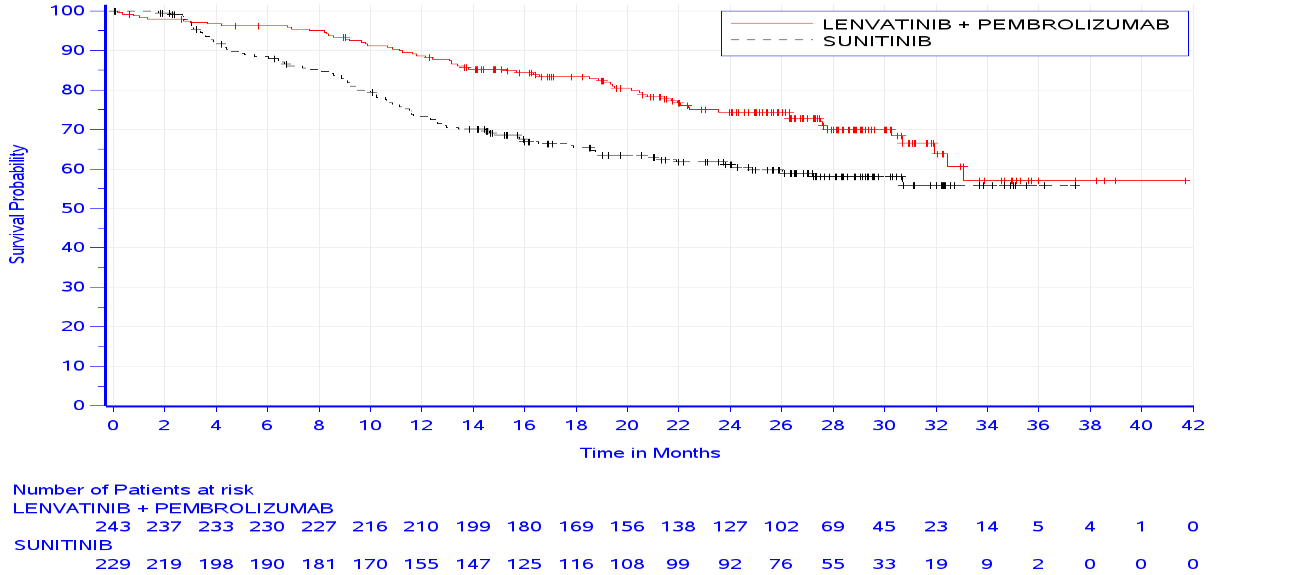 100
90
80
70
60
50
40
30
20
10
0
Survival Probability
LENVATINIB + PEMBROLIZUMAB
SUNITINIB
0 2 4 6 8 10 12 14 16 18 20 22 24 26 28 30 32 34 36 38 40 42
Time in Months
Number of Patients at risk
LENVATINIB + PEMBROLIZUMAB
243 237 233 230 227 216 210 199 180 169 156 138 127 102 69 45 23 14 5 4 1 0
SUNITINIB
229 219 198 190 181 170 155 147 125 116 108 99 92 76 55 33 19 9 2 0 0 0